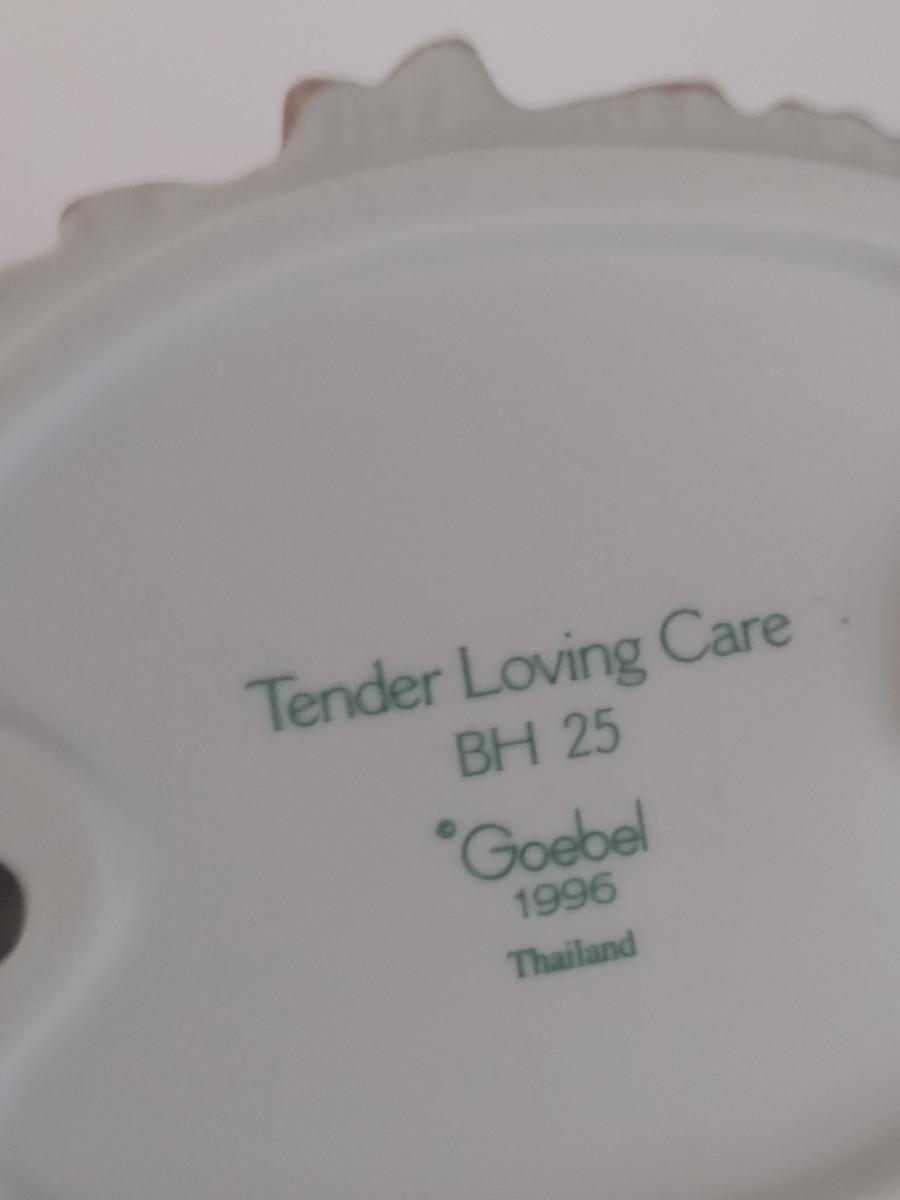 Tender Loving Care
BH 25
©Goebel
1996
Thailand